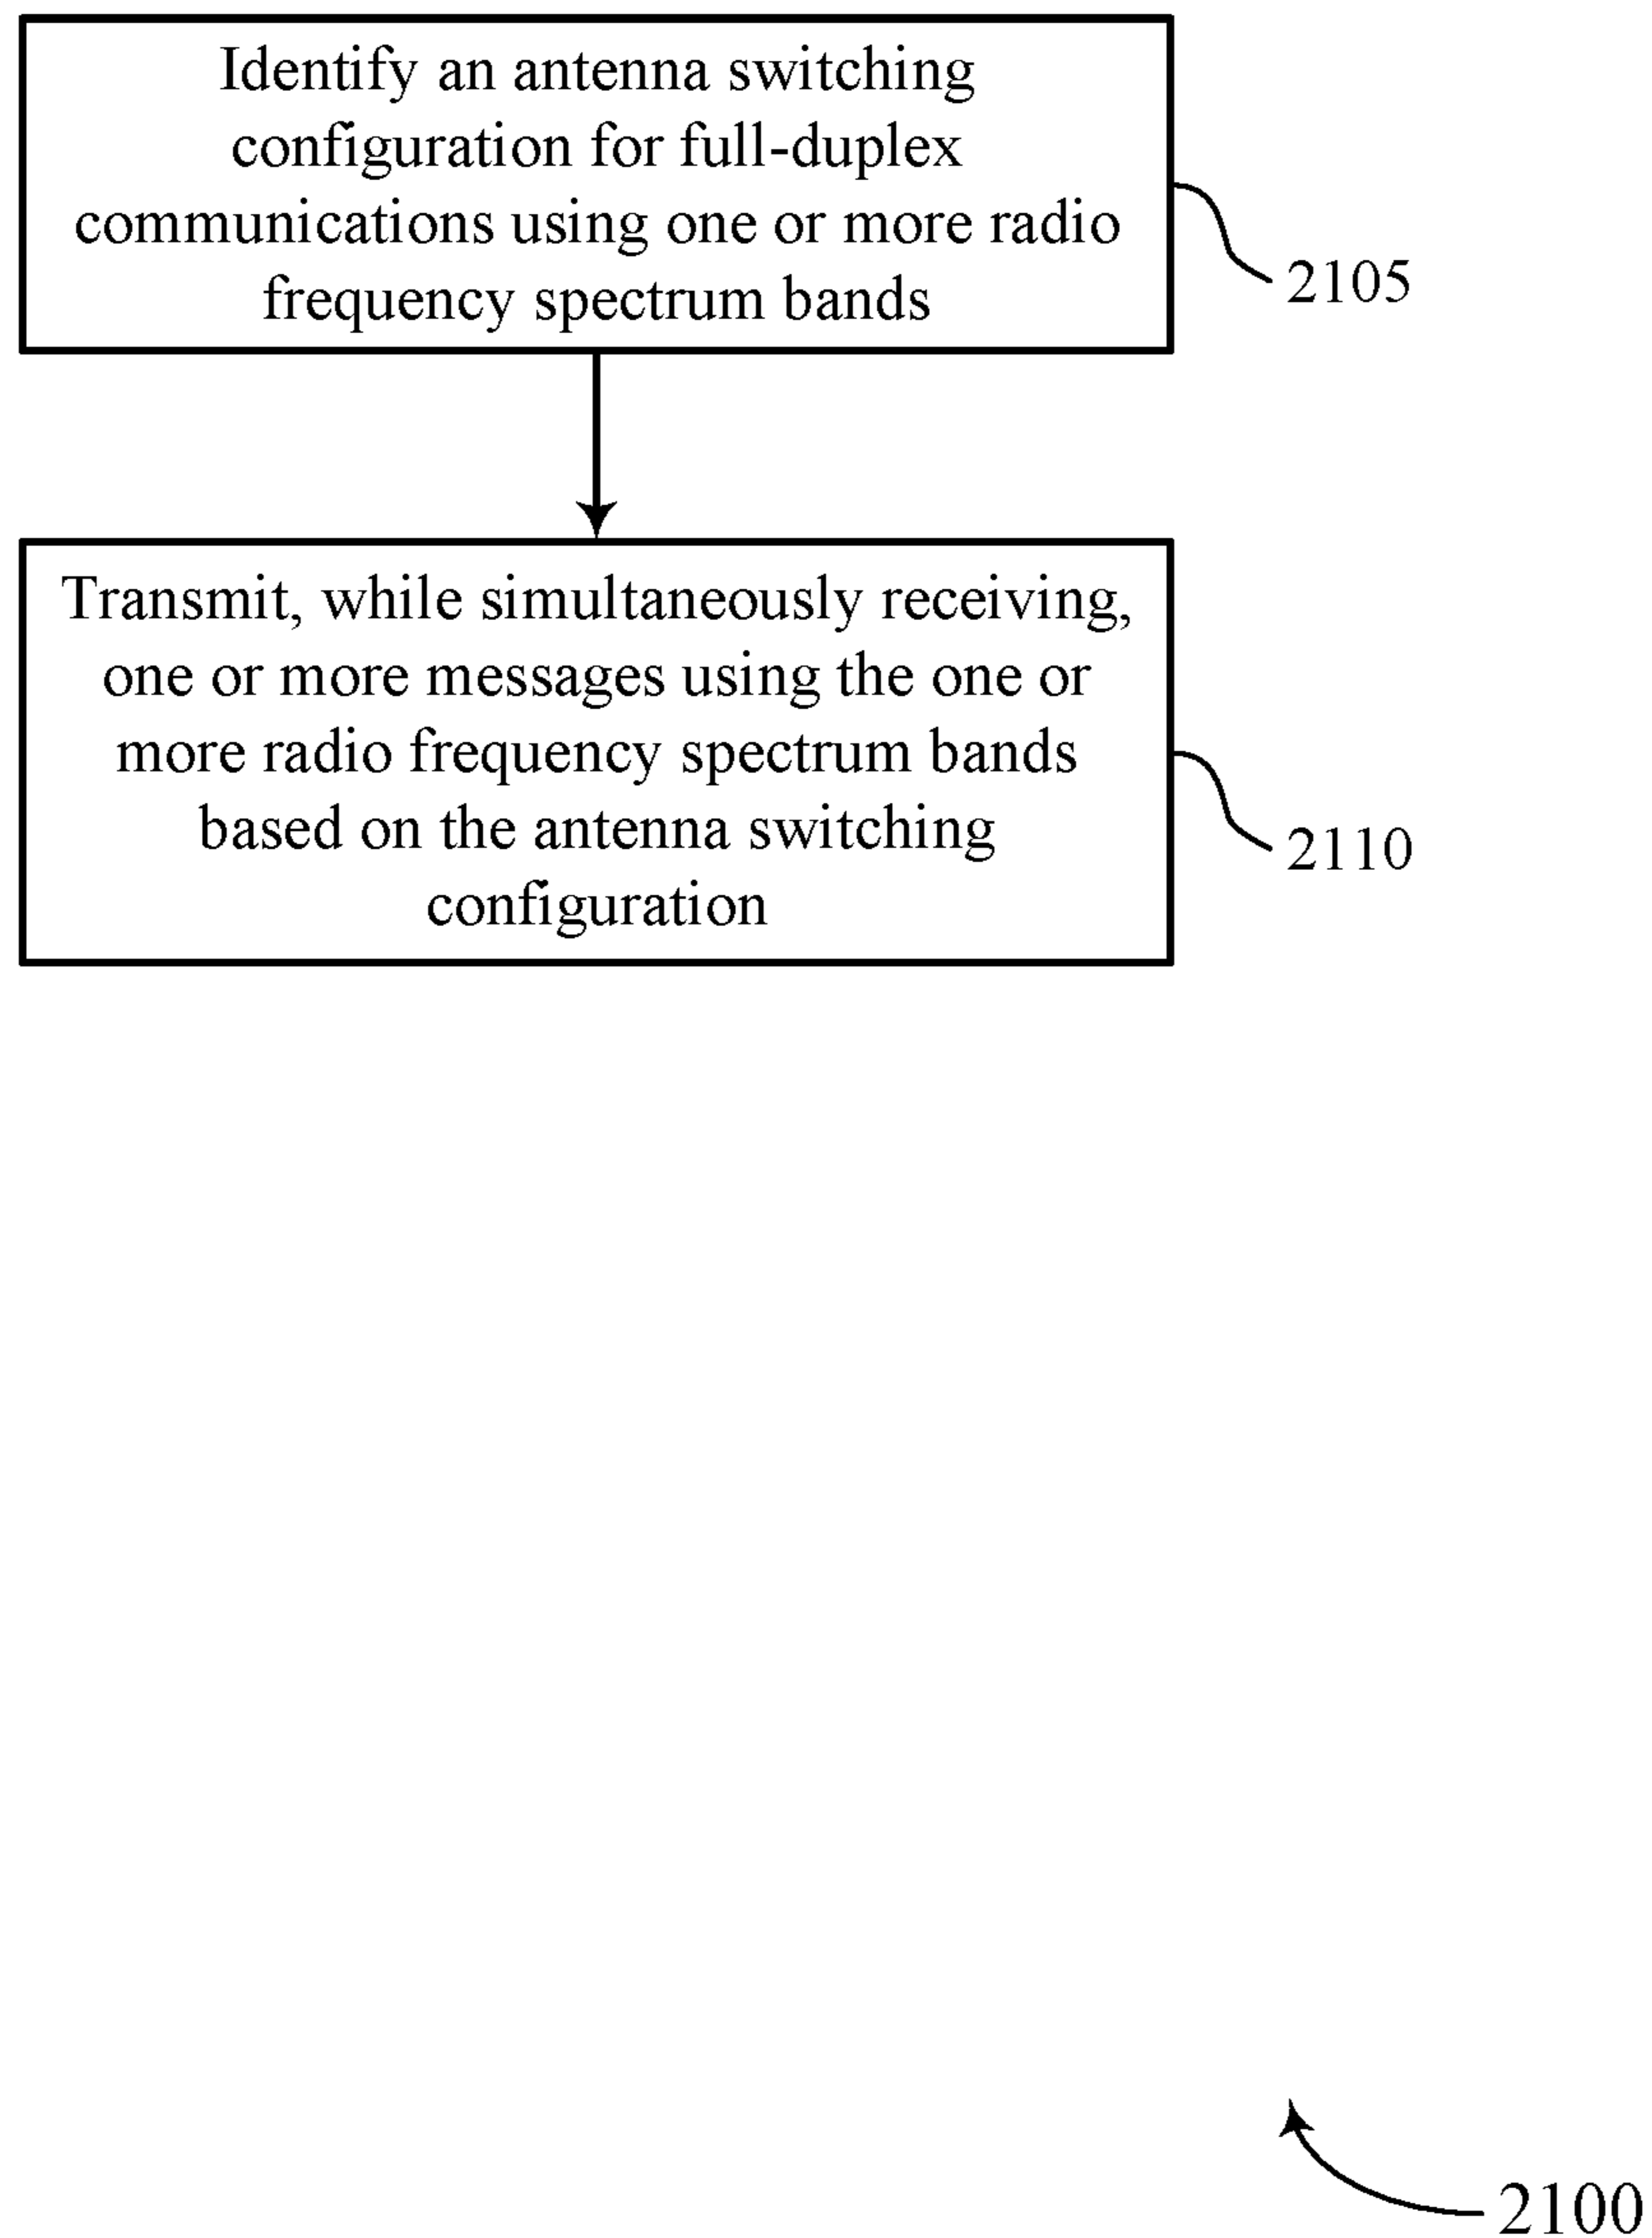 Identify an antenna switching
configuration for full-duplex
communications using one or more radio
frequency spectrum bands
2105
Transmit, while simultaneously receiving,
one or more messages using the one or
more radio frequency spectrum bands
based on the antenna switching
configuration
2110
2100